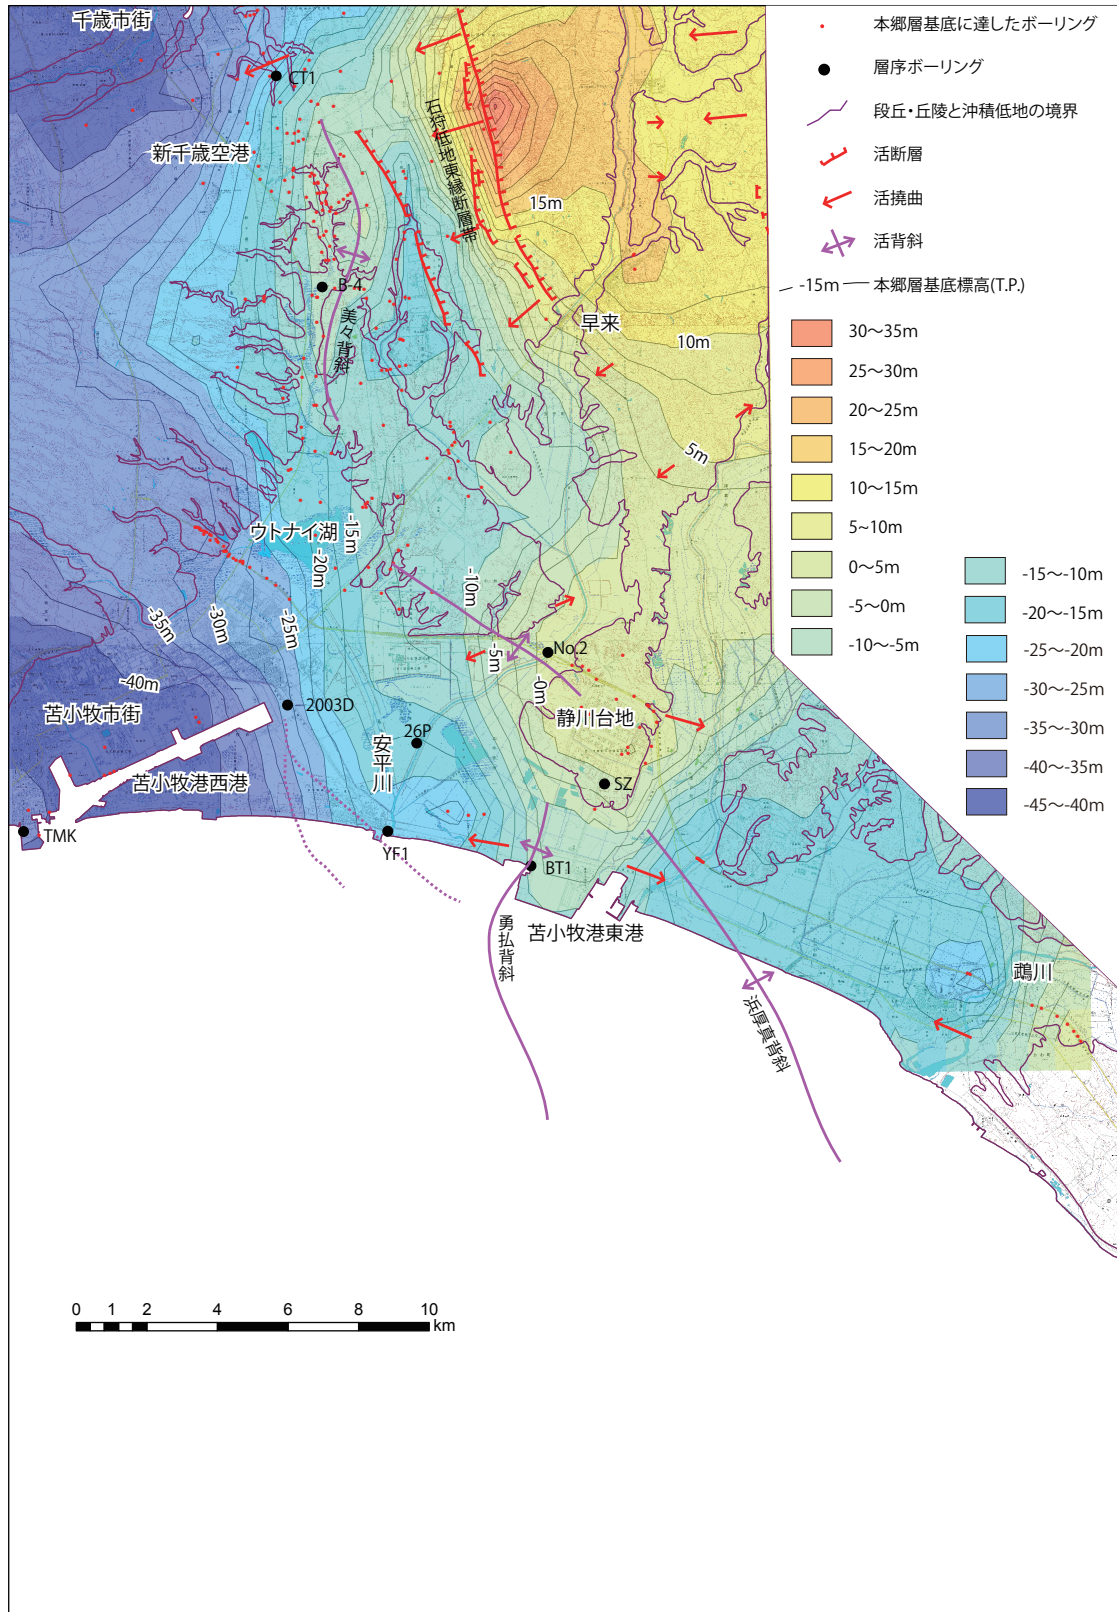 千歳市街
CT1
新千歳空港
石狩低地東縁断層帯
15m
B-4
美々背斜
早来
10m
5m
ウトナイ湖
-15m
-20m
-10m
-35m
-30m
-25m
-5m
No.2
-0m
-40m
苫小牧市街
2003D
静川台地
26P
安平川
SZ
苫小牧港西港
TMK
YF1
BT1
苫小牧港東港
勇払背斜
浜厚真背斜
鵡川
本郷層基底に達したボーリング
層序ボーリング
段丘・丘陵と沖積低地の境界
活断層
活撓曲
活背斜
-15m 本郷層基底標高(T.P.)
30〜35m
25〜30m
20〜25m
15〜20m
10〜15m
5~10m
0〜5m
-5〜0m
-10〜-5m
-15〜-10m
-20〜-15m
-25〜-20m
-30〜-25m
-35〜-30m
-40〜-35m
-45〜-40m
0 1 2 4 6 8 10
km